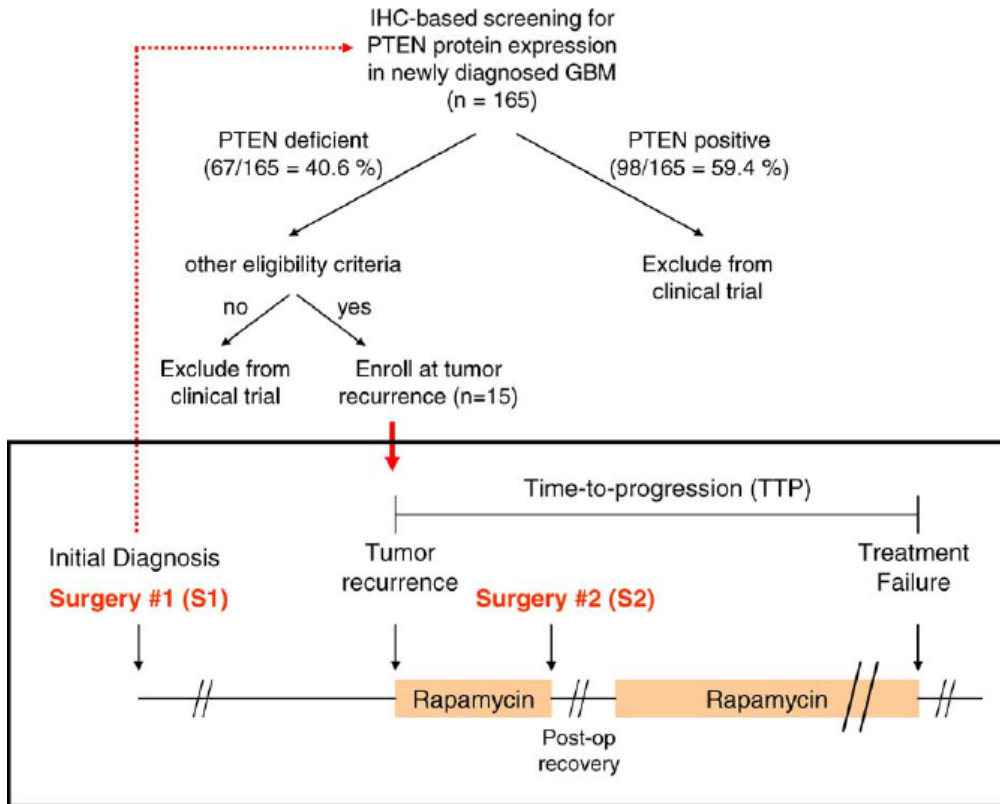 IHC-based screening for
PTEN protein expression
in newly diagnosed GBM
(n = 165)
PTEN deficient
(67/165 = 40.6 %)
PTEN positive
(98/165 = 59.4 %)
other eligibility criteria
Exclude from
clinical trial
no
yes
Exclude from
clinical trial
Enroll at tumor
recurrence (n=15)
Time-to-progression (TTP)
Initial Diagnosis
Surgery #1 (S1)
Tumor
recurrence
Surgery #2 (S2)
Treatment
Failure
Rapamycin
Rapamycin
Post-op
recovery